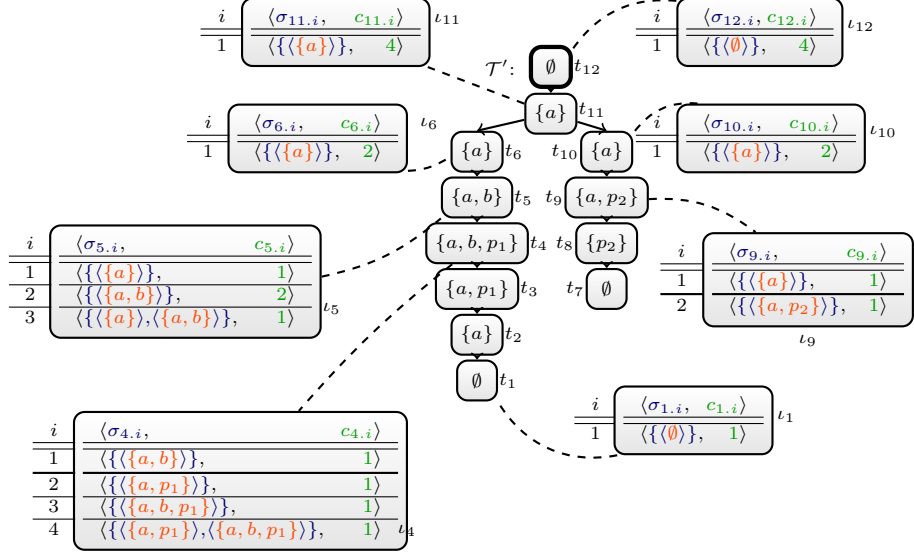 i ⟨σ11.i, c11.i⟩ ι11
1 ⟨{⟨{a}⟩}, 4⟩
i ⟨σ12.i, c12.i⟩ ι12
1 ⟨{⟨∅⟩}, 4⟩
𝒯′: ∅ t12
{a} t11
i ⟨σ6.i, c6.i⟩ ι6
1 ⟨{⟨{a}⟩}, 2⟩
{a} t6
t10 {a}
i ⟨σ10.i, c10.i⟩ ι10
1 ⟨{⟨{a}⟩}, 2⟩
{a, b} t5
t9 {a, p2}
{a, b, p1} t4
t8 {p2}
{a, p1} t3
t7 ∅
{a} t2
∅ t1
i ⟨σ5.i, c5.i⟩
1 ⟨{⟨{a}⟩}, 1⟩
2 ⟨{⟨{a, b}⟩}, 2⟩
3 ⟨{⟨{a}⟩,⟨{a, b}⟩}, 1⟩ ι5
i ⟨σ9.i, c9.i⟩
1 ⟨{⟨{a}⟩}, 1⟩
2 ⟨{⟨{a, p2}⟩}, 1⟩
ι9
i ⟨σ1.i, c1.i⟩ ι1
1 ⟨{⟨∅⟩}, 1⟩
i ⟨σ4.i, c4.i⟩
1 ⟨{⟨{a, b}⟩}, 1⟩
2 ⟨{⟨{a, p1}⟩}, 1⟩
3 ⟨{⟨{a, b, p1}⟩}, 1⟩
4 ⟨{⟨{a, p1}⟩,⟨{a, b, p1}⟩}, 1⟩ ι4